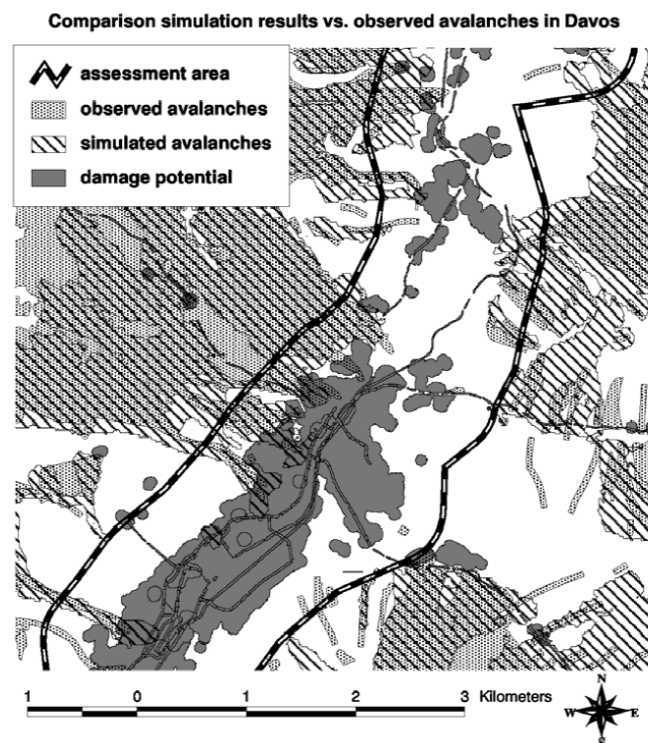 Comparison simulation results vs. observed avalanches in Davos
assessment area
observed avalanches
simulated avalanches
damage potential
1 0 1 2 3 Kilometers
N
W E
S